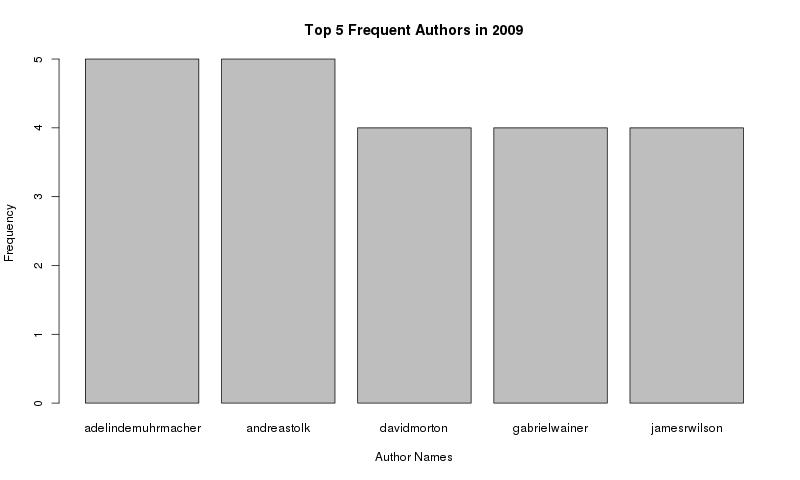 Top 5 Frequent Authors in 2009
5
4
3
2
1
0
Frequency
adelindemuhrmacher andreastolk davidmorton gabrielwainer jamesrwilson
Author Names